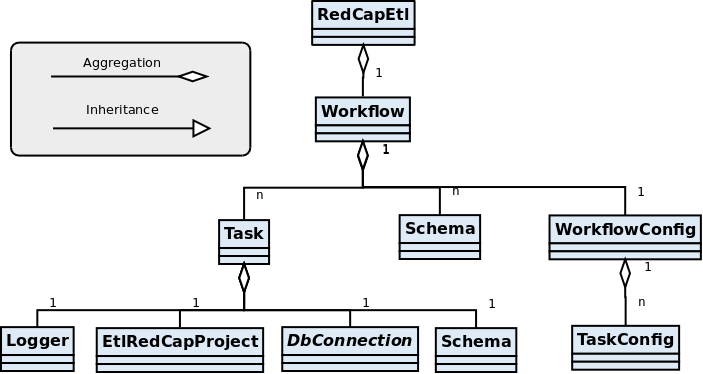 RedCapEtl
Aggregation
1
Inheritance
Workflow
1
n
n
1
Task
Schema
WorkflowConfig
1
1
1
1
1
n
Logger
EtlRedCapProject
DbConnection
Schema
TaskConfig